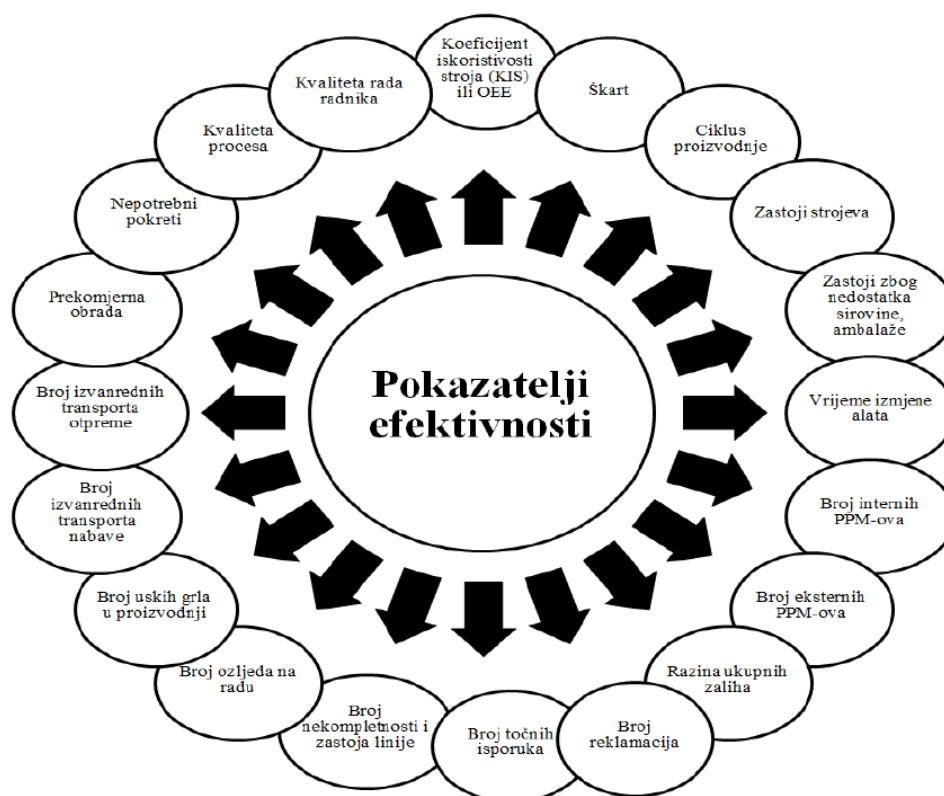 Koeficijent
iskoristivosti
stroja (KIS)
ili OEE
Škart
Ciklus
proizvodnje
Zastoji strojeva
Zastoji zbog
nedostatka
sirovine,
ambalaže
Vrijeme izmjene
alata
Broj internih
PPM-ova
Broj eksternih
PPM-ova
Razina ukupnih
zaliha
Broj
reklamacija
Broj točnih
isporuka
Broj
nekompletnosti i
zastoja linije
Broj ozljeda na
radu
Broj uskih grla
u proizvodnji
Broj
izvanrednih
transporta
nabave
Broj izvanrednih
transporta
otpreme
Prekomjerna
obrada
Nepotrebni
pokreti
Kvaliteta
procesa
Kvaliteta rada
radnika
Pokazatelji
efektivnosti